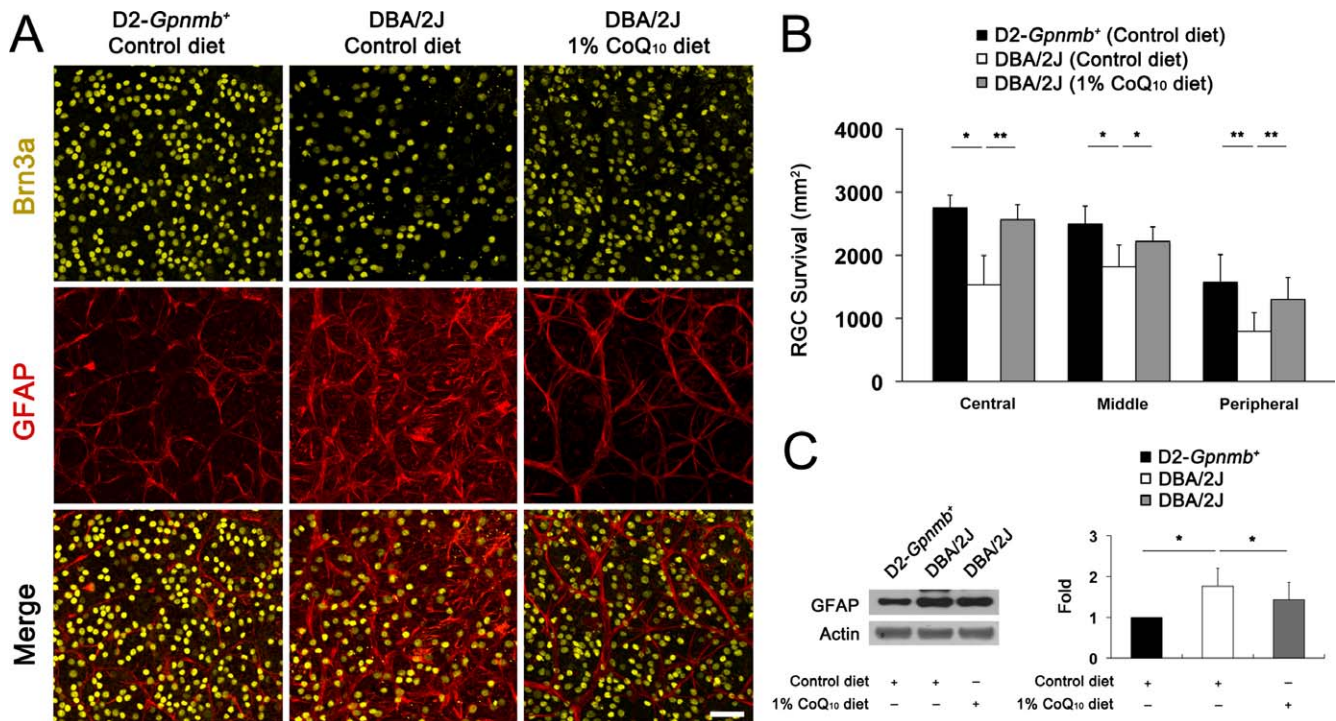 A
D2-Gpnmb⁺
Control diet
DBA/2J
Control diet
DBA/2J
1% CoQ₁₀ diet
Brn3a
GFAP
Merge
B
D2-Gpnmb⁺ (Control diet)
DBA/2J (Control diet)
DBA/2J (1% CoQ₁₀ diet)
RGC Survival (mm²)
4000
3000
2000
1000
0
* ** * * ** **
Central Middle Peripheral
C
D2-Gpnmb⁺
DBA/2J
DBA/2J
GFAP
Actin
Control diet + + –
1% CoQ₁₀ diet – – +
D2-Gpnmb⁺
DBA/2J
DBA/2J
Fold
3
2
1
0
* *
Control diet + + –
1% CoQ₁₀ diet – – +